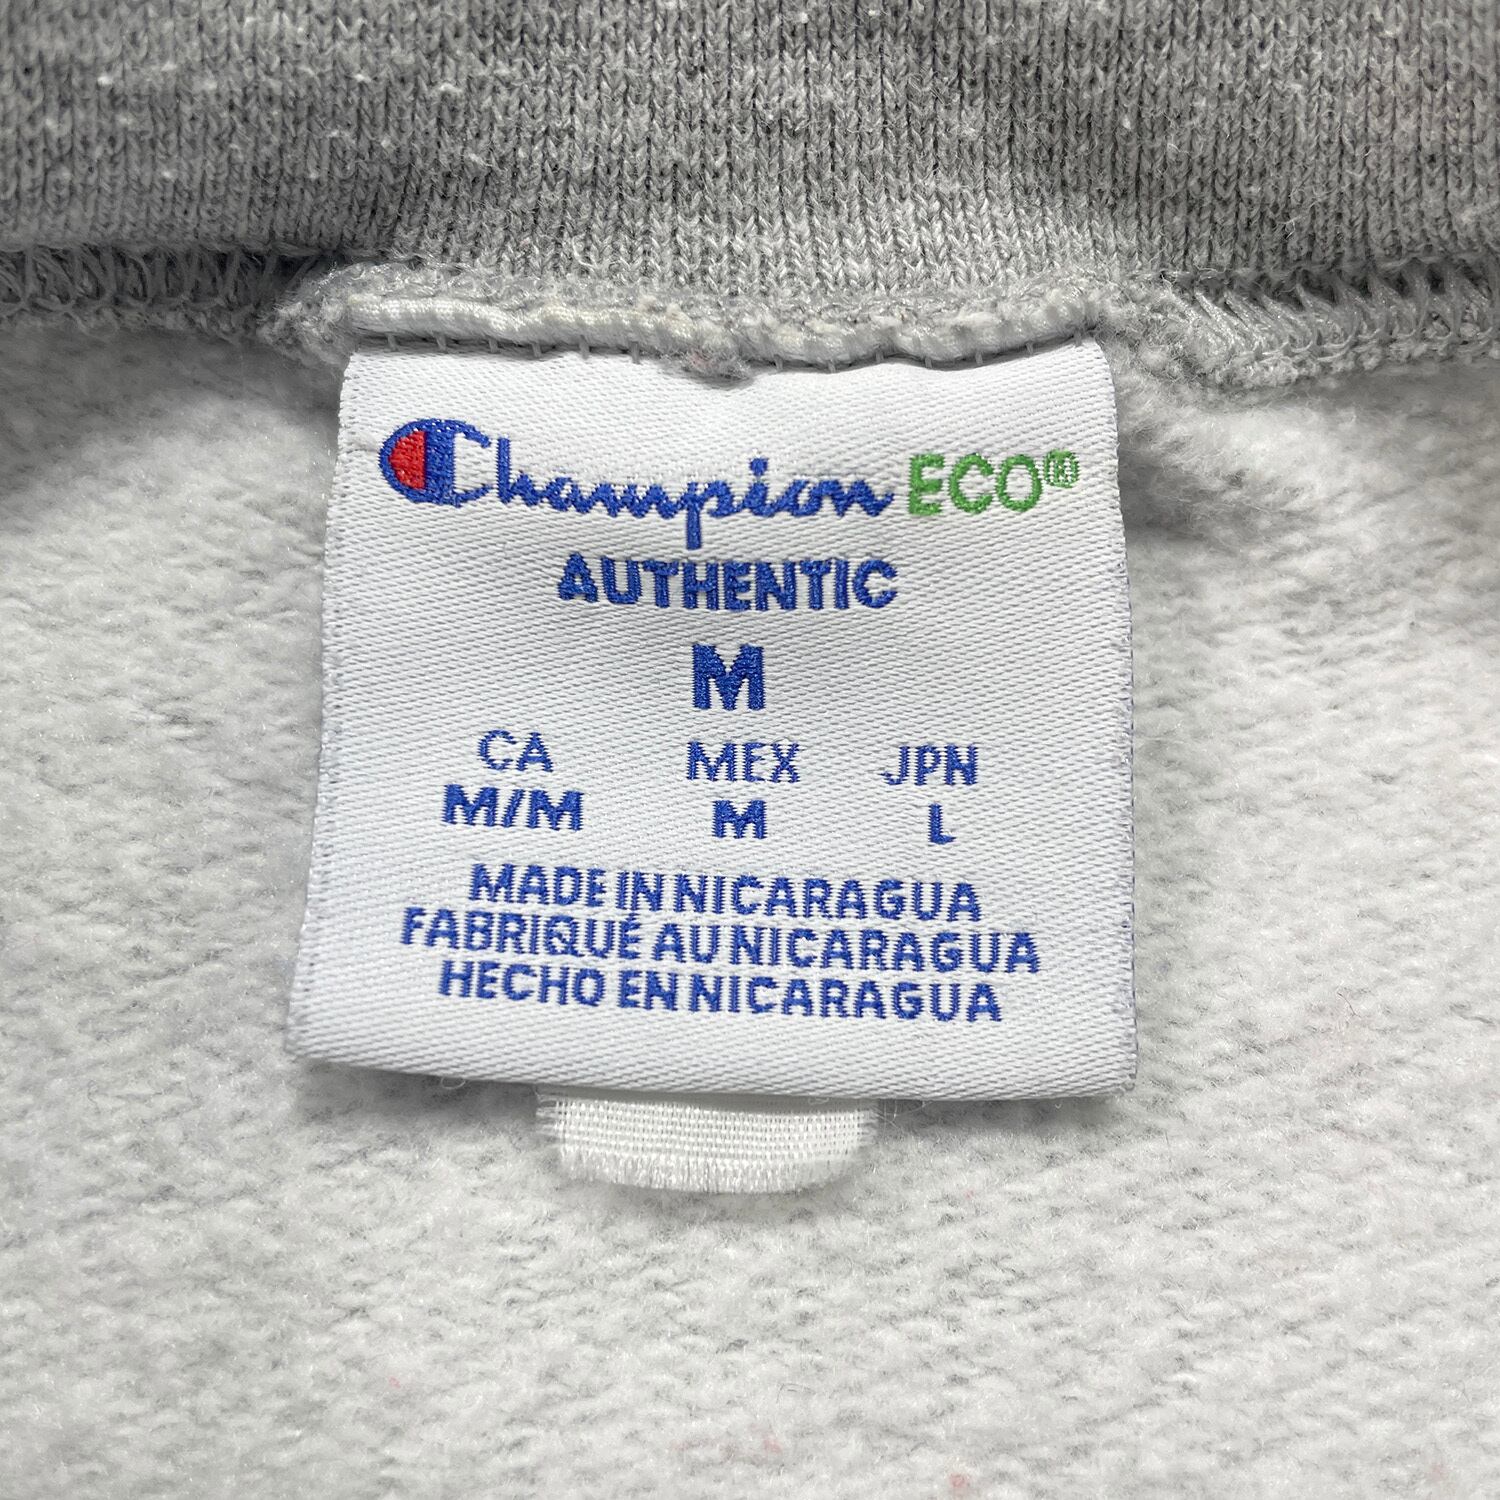 Champion ECO®
AUTHENTIC
M
CA MEX JPN
M/M M L
MADE IN NICARAGUA
FABRIQUÉ AU NICARAGUA
HECHO EN NICARAGUA